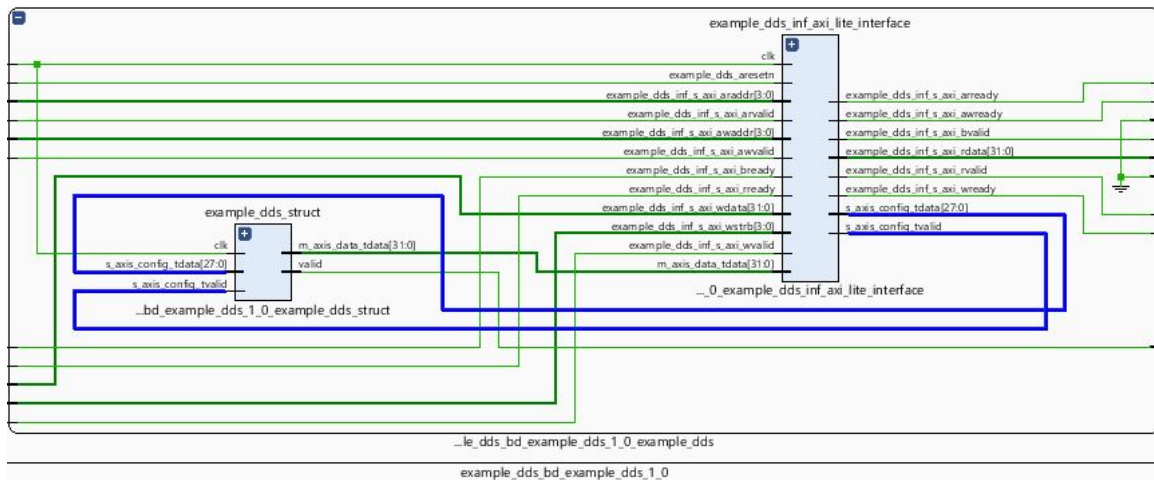 example_dds_inf_axi_lite_interface
clk
example_dds_aresetn
example_dds_inf_s_axi_araddr[3:0]
example_dds_inf_s_axi_arready
example_dds_inf_s_axi_arvalid
example_dds_inf_s_axi_awready
example_dds_inf_s_axi_awaddr[3:0]
example_dds_inf_s_axi_bvalid
example_dds_inf_s_axi_awvalid
example_dds_inf_s_axi_rdata[31:0]
example_dds_inf_s_axi_bready
example_dds_inf_s_axi_rvalid
example_dds_inf_s_axi_rready
example_dds_inf_s_axi_wready
example_dds_struct
example_dds_inf_s_axi_wdata[31:0]
s_axis_config_tdata[27:0]
example_dds_inf_s_axi_wstrb[3:0]
s_axis_config_tvalid
clk
m_axis_data_tdata[31:0]
example_dds_inf_s_axi_wvalid
s_axis_config_tdata[27:0]
valid
m_axis_data_tdata[31:0]
s_axis_config_tvalid
..._0_example_dds_inf_axi_lite_interface
...bd_example_dds_1_0_example_dds_struct
...le_dds_bd_example_dds_1_0_example_dds
example_dds_bd_example_dds_1_0